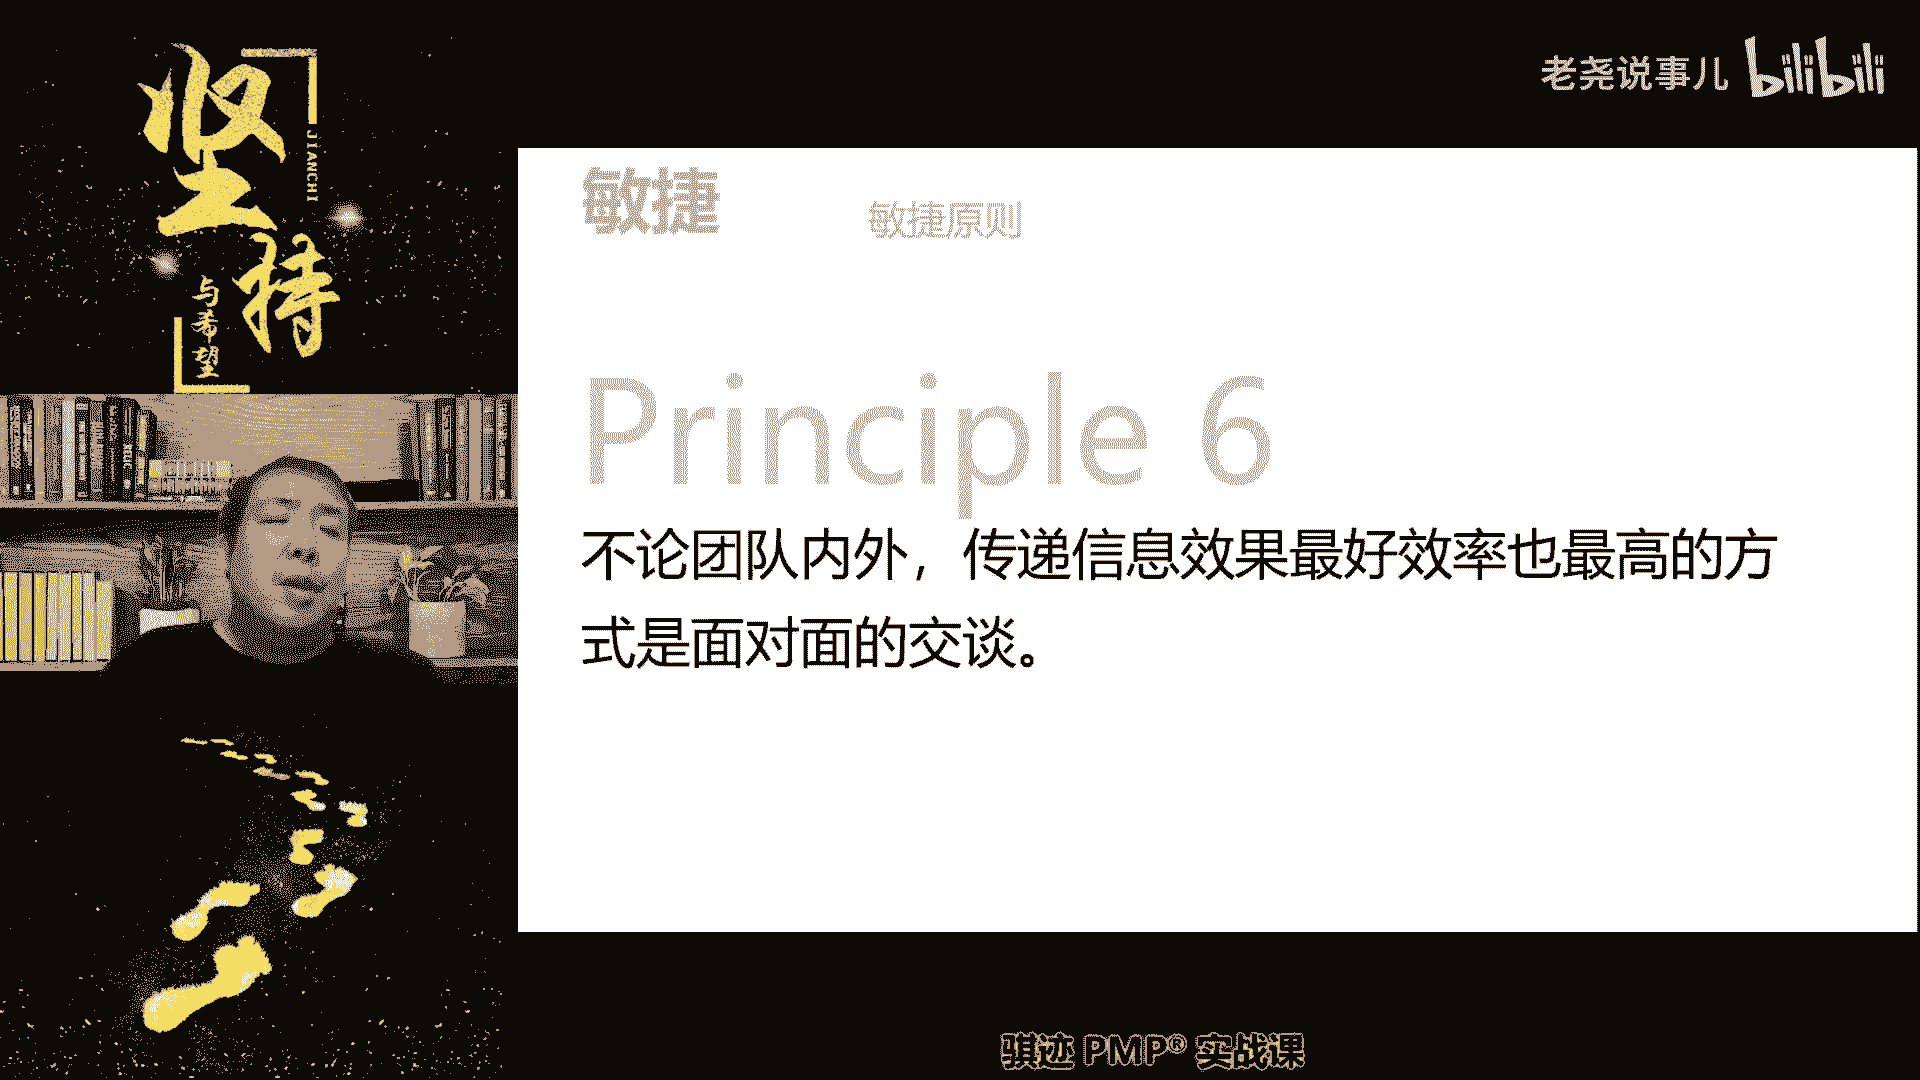 坚持
JIANCHI
与希望
老尧说事儿 bilibili
敏捷
敏捷原则
Principle 6
不论团队内外，传递信息效果最好效率也最高的方
式是面对面的交谈。
骐迹 PMP® 实战课